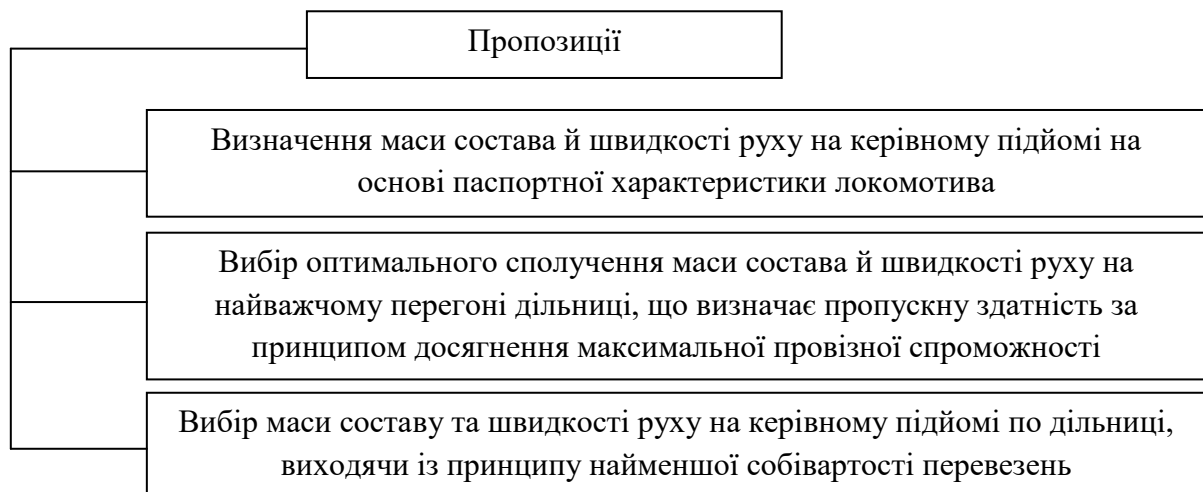 Пропозиції
Визначення маси состава й швидкості руху на керівному підйомі на
основі паспортної характеристики локомотива
Вибір оптимального сполучення маси состава й швидкості руху на
найважчому перегоні дільниці, що визначає пропускну здатність за
принципом досягнення максимальної провізної спроможності
Вибір маси составу та швидкості руху на керівному підйомі по дільниці,
виходячи із принципу найменшої собівартості перевезень